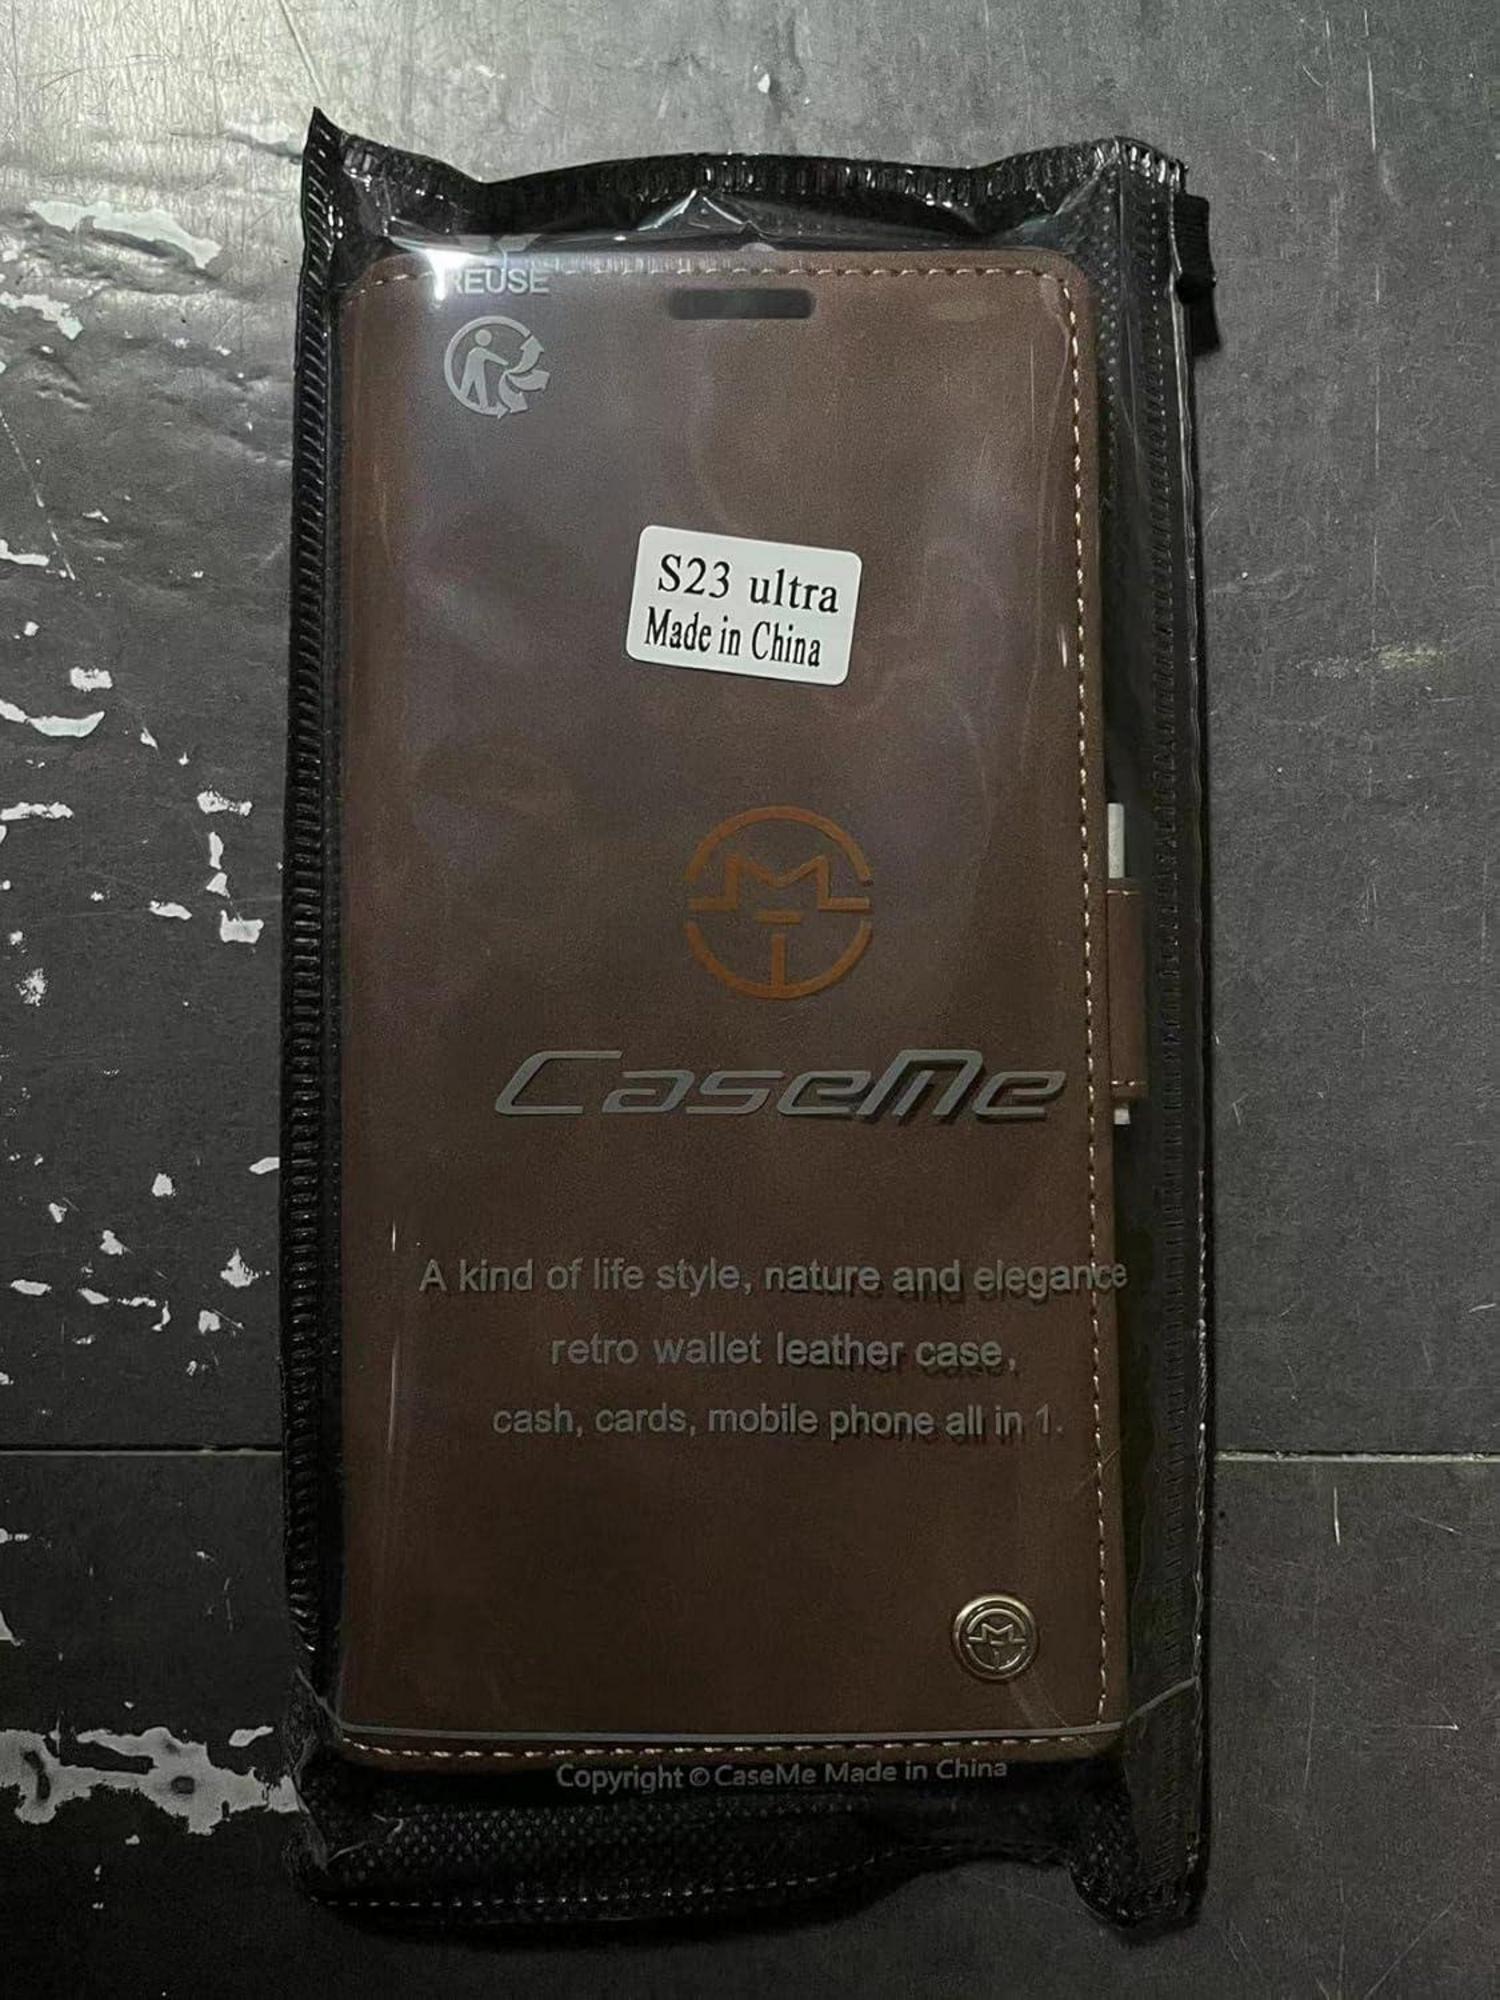 REUSE
S23 ultra
Made in China
CaseMe
A kind of life style, nature and elegance
retro wallet leather case,
cash, cards, mobile phone all in 1.
Copyright © CaseMe Made in China